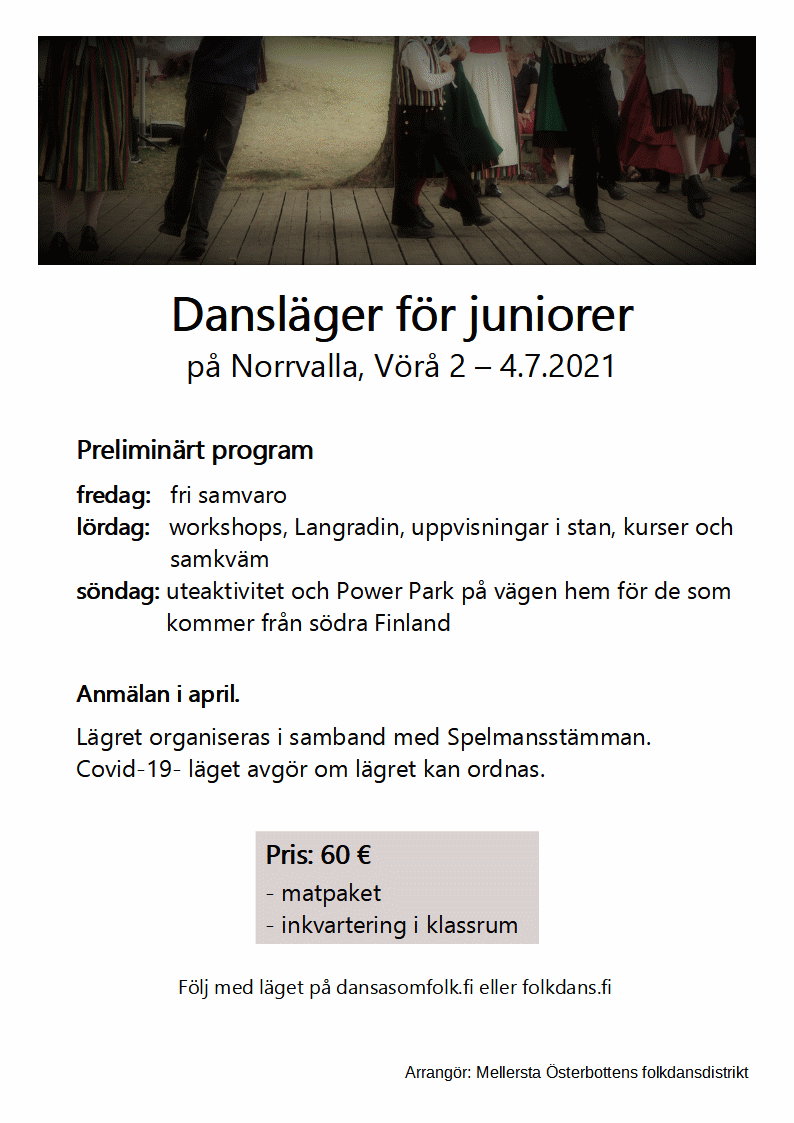 Dansläger för juniorer
på Norrvalla, Vörå 2 – 4.7.2021
Preliminärt program
fredag: fri samvaro
lördag: workshops, Langradin, uppvisningar i stan, kurser och
samkväm
söndag: uteaktivitet och Power Park på vägen hem för de som
kommer från södra Finland
Anmälan i april.
Lägret organiseras i samband med Spelmansstämman.
Covid-19- läget avgör om lägret kan ordnas.
Pris: 60 €
- matpaket
- inkvartering i klassrum
Följ med läget på dansasomfolk.fi eller folkdans.fi
Arrangör: Mellersta Österbottens folkdansdistrikt